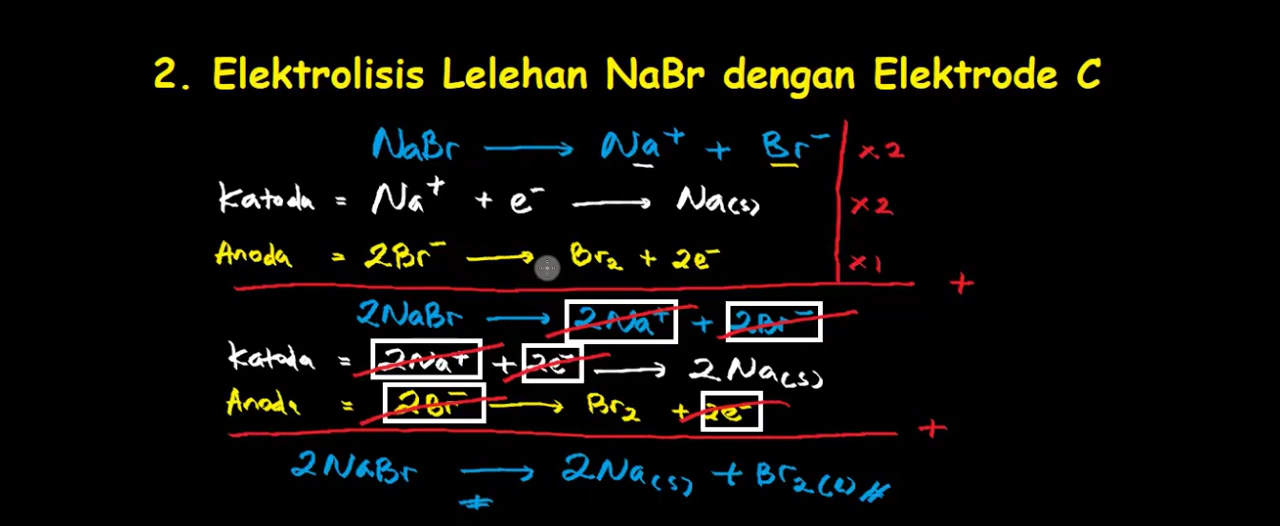 2. Elektrolisis Lelehan NaBr dengan Elektrode C
NaBr ⟶ Na⁺ + Br⁻ | ×2
Katoda = Na⁺ + e⁻ ⟶ Na(s) | ×2
Anoda = 2Br⁻ ⟶ Br₂ + 2e⁻ | ×1
+
2NaBr ⟶ 2Na⁺ + 2Br⁻
Katoda = 2Na⁺ + 2e⁻ ⟶ 2Na(s)
Anoda = 2Br⁻ ⟶ Br₂ + 2e⁻
+
2NaBr ⟶ 2Na(s) + Br₂(l) #